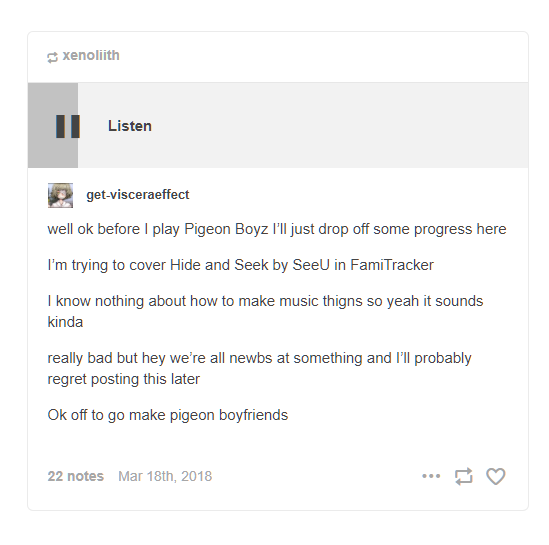 xenoliith
Listen
get-visceraeffect
well ok before I play Pigeon Boyz I'll just drop off some progress here
I'm trying to cover Hide and Seek by SeeU in FamiTracker
I know nothing about how to make music thigns so yeah it sounds
kinda
really bad but hey we're all newbs at something and I'll probably
regret posting this later
Ok off to go make pigeon boyfriends
22 notes Mar 18th, 2018